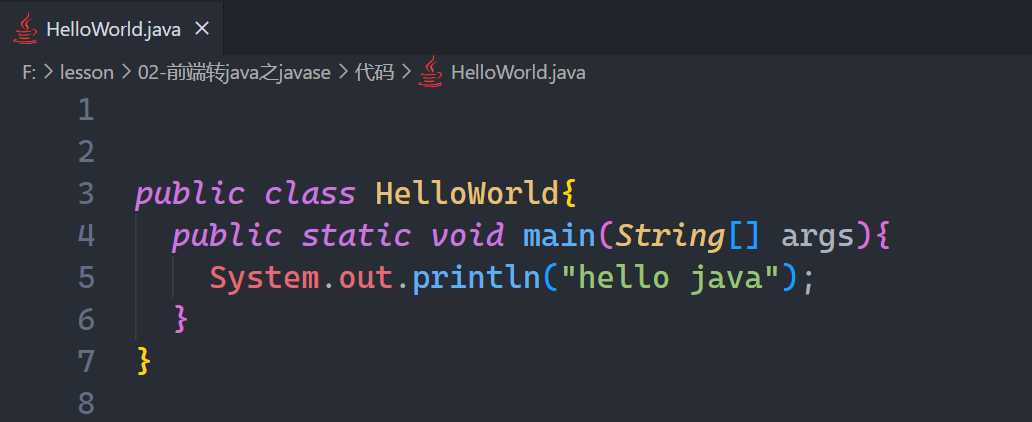 HelloWorld.java ×
F: > lesson > 02-前端转java之javase > 代码 > HelloWorld.java
1
2
3 public class HelloWorld{
4   public static void main(String[] args){
5     System.out.println("hello java");
6   }
7 }
8